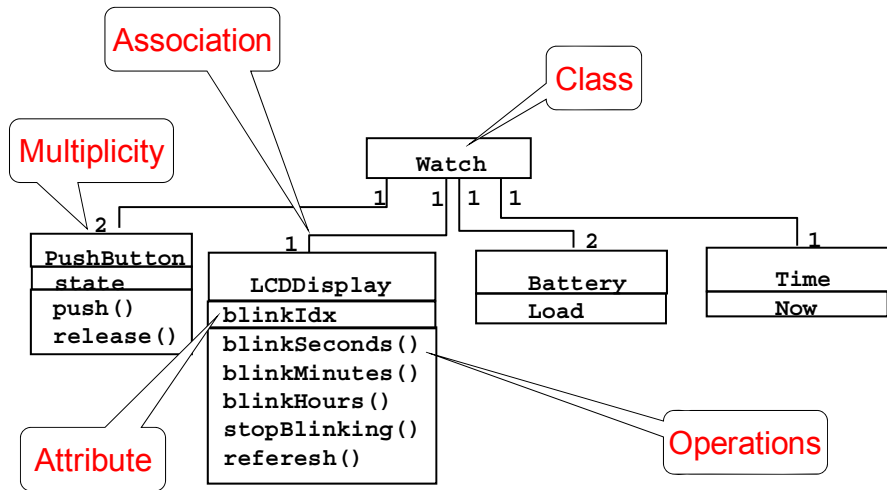 Association
Class
Multiplicity
Watch
1
1
1
1
2
1
2
1
PushButton
state
push()
release()
LCDDisplay
blinkIdx
blinkSeconds()
blinkMinutes()
blinkHours()
stopBlinking()
referesh()
Battery
Load
Time
Now
Attribute
Operations